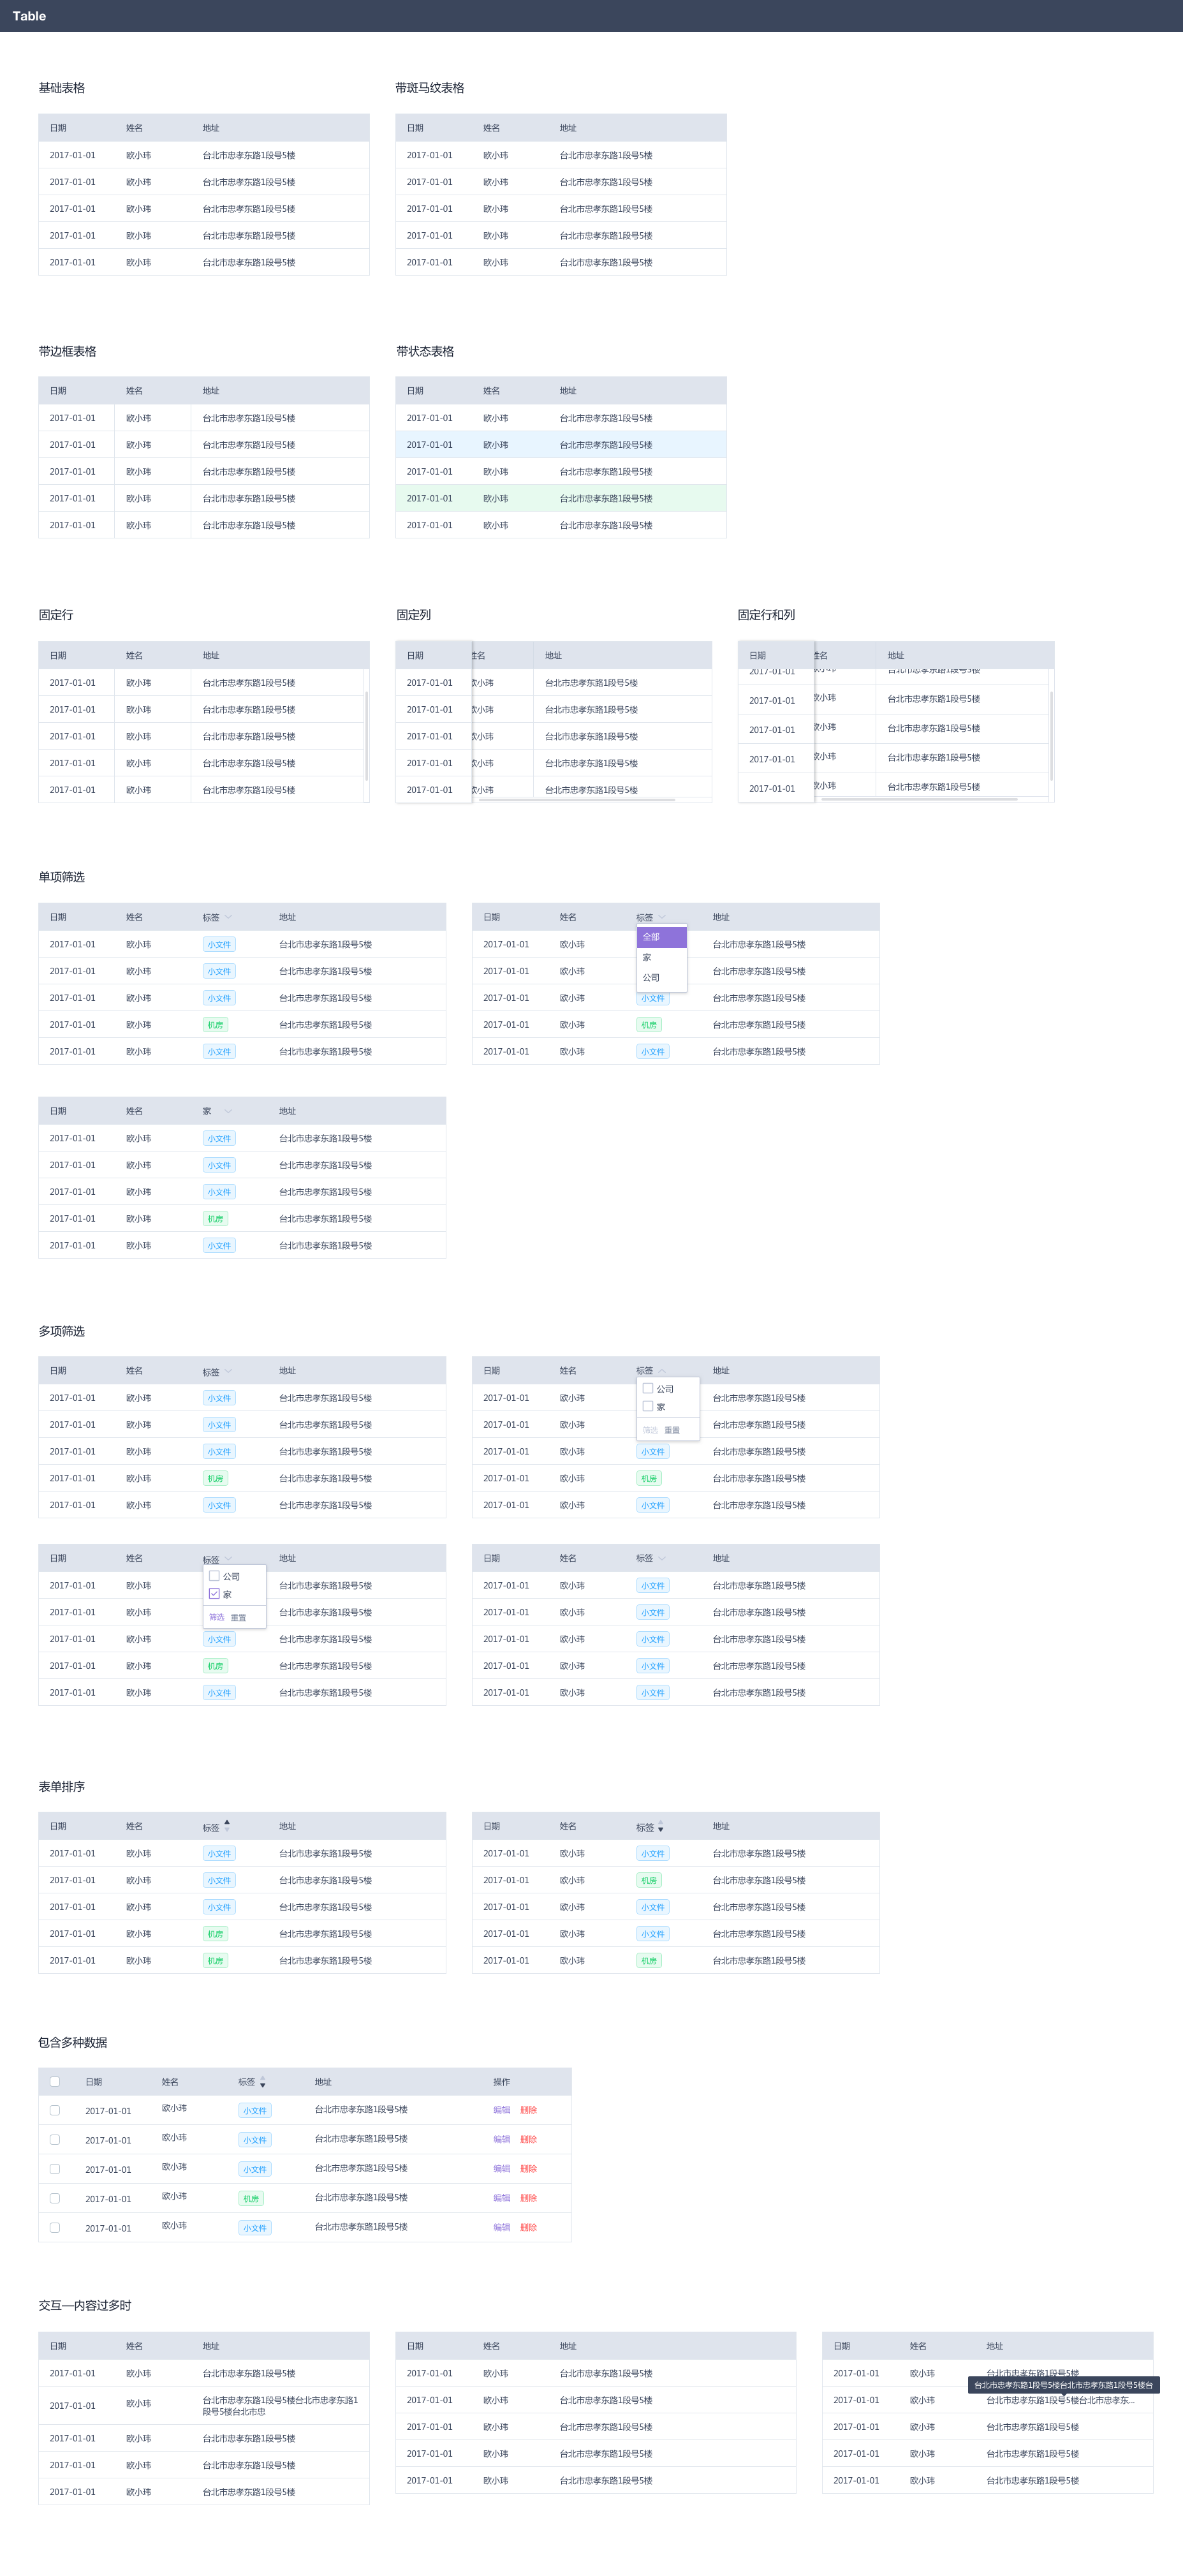 Table
基础表格
日期 姓名 地址
2017-01-01 欧小玮 台北市忠孝东路1段号5楼
2017-01-01 欧小玮 台北市忠孝东路1段号5楼
2017-01-01 欧小玮 台北市忠孝东路1段号5楼
2017-01-01 欧小玮 台北市忠孝东路1段号5楼
2017-01-01 欧小玮 台北市忠孝东路1段号5楼
带斑马纹表格
日期 姓名 地址
2017-01-01 欧小玮 台北市忠孝东路1段号5楼
2017-01-01 欧小玮 台北市忠孝东路1段号5楼
2017-01-01 欧小玮 台北市忠孝东路1段号5楼
2017-01-01 欧小玮 台北市忠孝东路1段号5楼
2017-01-01 欧小玮 台北市忠孝东路1段号5楼
带边框表格
日期 姓名 地址
2017-01-01 欧小玮 台北市忠孝东路1段号5楼
2017-01-01 欧小玮 台北市忠孝东路1段号5楼
2017-01-01 欧小玮 台北市忠孝东路1段号5楼
2017-01-01 欧小玮 台北市忠孝东路1段号5楼
2017-01-01 欧小玮 台北市忠孝东路1段号5楼
带状态表格
日期 姓名 地址
2017-01-01 欧小玮 台北市忠孝东路1段号5楼
2017-01-01 欧小玮 台北市忠孝东路1段号5楼
2017-01-01 欧小玮 台北市忠孝东路1段号5楼
2017-01-01 欧小玮 台北市忠孝东路1段号5楼
2017-01-01 欧小玮 台北市忠孝东路1段号5楼
固定行
日期 姓名 地址
2017-01-01 欧小玮 台北市忠孝东路1段号5楼
2017-01-01 欧小玮 台北市忠孝东路1段号5楼
2017-01-01 欧小玮 台北市忠孝东路1段号5楼
2017-01-01 欧小玮 台北市忠孝东路1段号5楼
2017-01-01 欧小玮 台北市忠孝东路1段号5楼
固定列
日期 姓名 地址
2017-01-01 欧小玮 台北市忠孝东路1段号5楼
2017-01-01 欧小玮 台北市忠孝东路1段号5楼
2017-01-01 欧小玮 台北市忠孝东路1段号5楼
2017-01-01 欧小玮 台北市忠孝东路1段号5楼
2017-01-01 欧小玮 台北市忠孝东路1段号5楼
固定行和列
日期 姓名 地址
2017-01-01 台北市忠孝东路1段号5楼
2017-01-01 欧小玮 台北市忠孝东路1段号5楼
2017-01-01 欧小玮 台北市忠孝东路1段号5楼
2017-01-01 欧小玮 台北市忠孝东路1段号5楼
2017-01-01 欧小玮 台北市忠孝东路1段号5楼
单项筛选
日期 姓名 标签 地址
2017-01-01 欧小玮 小文件 台北市忠孝东路1段号5楼
2017-01-01 欧小玮 小文件 台北市忠孝东路1段号5楼
2017-01-01 欧小玮 小文件 台北市忠孝东路1段号5楼
2017-01-01 欧小玮 机房 台北市忠孝东路1段号5楼
2017-01-01 欧小玮 小文件 台北市忠孝东路1段号5楼
日期 姓名 标签 地址
全部
家
公司
2017-01-01 欧小玮 台北市忠孝东路1段号5楼
2017-01-01 欧小玮 台北市忠孝东路1段号5楼
2017-01-01 欧小玮 小文件 台北市忠孝东路1段号5楼
2017-01-01 欧小玮 机房 台北市忠孝东路1段号5楼
2017-01-01 欧小玮 小文件 台北市忠孝东路1段号5楼
日期 姓名 家 地址
2017-01-01 欧小玮 小文件 台北市忠孝东路1段号5楼
2017-01-01 欧小玮 小文件 台北市忠孝东路1段号5楼
2017-01-01 欧小玮 小文件 台北市忠孝东路1段号5楼
2017-01-01 欧小玮 机房 台北市忠孝东路1段号5楼
2017-01-01 欧小玮 小文件 台北市忠孝东路1段号5楼
多项筛选
日期 姓名 标签 地址
2017-01-01 欧小玮 小文件 台北市忠孝东路1段号5楼
2017-01-01 欧小玮 小文件 台北市忠孝东路1段号5楼
2017-01-01 欧小玮 小文件 台北市忠孝东路1段号5楼
2017-01-01 欧小玮 机房 台北市忠孝东路1段号5楼
2017-01-01 欧小玮 小文件 台北市忠孝东路1段号5楼
日期 姓名 标签 地址
公司
家
筛选 重置
2017-01-01 欧小玮 台北市忠孝东路1段号5楼
2017-01-01 欧小玮 台北市忠孝东路1段号5楼
2017-01-01 欧小玮 小文件 台北市忠孝东路1段号5楼
2017-01-01 欧小玮 机房 台北市忠孝东路1段号5楼
2017-01-01 欧小玮 小文件 台北市忠孝东路1段号5楼
日期 姓名 标签 地址
公司
家
筛选 重置
2017-01-01 欧小玮 台北市忠孝东路1段号5楼
2017-01-01 欧小玮 台北市忠孝东路1段号5楼
2017-01-01 欧小玮 小文件 台北市忠孝东路1段号5楼
2017-01-01 欧小玮 机房 台北市忠孝东路1段号5楼
2017-01-01 欧小玮 小文件 台北市忠孝东路1段号5楼
日期 姓名 标签 地址
2017-01-01 欧小玮 小文件 台北市忠孝东路1段号5楼
2017-01-01 欧小玮 小文件 台北市忠孝东路1段号5楼
2017-01-01 欧小玮 小文件 台北市忠孝东路1段号5楼
2017-01-01 欧小玮 小文件 台北市忠孝东路1段号5楼
2017-01-01 欧小玮 小文件 台北市忠孝东路1段号5楼
表单排序
日期 姓名 标签 地址
2017-01-01 欧小玮 小文件 台北市忠孝东路1段号5楼
2017-01-01 欧小玮 小文件 台北市忠孝东路1段号5楼
2017-01-01 欧小玮 小文件 台北市忠孝东路1段号5楼
2017-01-01 欧小玮 机房 台北市忠孝东路1段号5楼
2017-01-01 欧小玮 机房 台北市忠孝东路1段号5楼
日期 姓名 标签 地址
2017-01-01 欧小玮 小文件 台北市忠孝东路1段号5楼
2017-01-01 欧小玮 机房 台北市忠孝东路1段号5楼
2017-01-01 欧小玮 小文件 台北市忠孝东路1段号5楼
2017-01-01 欧小玮 小文件 台北市忠孝东路1段号5楼
2017-01-01 欧小玮 机房 台北市忠孝东路1段号5楼
包含多种数据
日期 姓名 标签 地址 操作
2017-01-01 欧小玮 小文件 台北市忠孝东路1段号5楼 编辑 删除
2017-01-01 欧小玮 小文件 台北市忠孝东路1段号5楼 编辑 删除
2017-01-01 欧小玮 小文件 台北市忠孝东路1段号5楼 编辑 删除
2017-01-01 欧小玮 机房 台北市忠孝东路1段号5楼 编辑 删除
2017-01-01 欧小玮 小文件 台北市忠孝东路1段号5楼 编辑 删除
交互—内容过多时
日期 姓名 地址
2017-01-01 欧小玮 台北市忠孝东路1段号5楼
2017-01-01 欧小玮 台北市忠孝东路1段号5楼台北市忠孝东路1
段号5楼台北市忠
2017-01-01 欧小玮 台北市忠孝东路1段号5楼
2017-01-01 欧小玮 台北市忠孝东路1段号5楼
2017-01-01 欧小玮 台北市忠孝东路1段号5楼
日期 姓名 地址
2017-01-01 欧小玮 台北市忠孝东路1段号5楼
2017-01-01 欧小玮 台北市忠孝东路1段号5楼
2017-01-01 欧小玮 台北市忠孝东路1段号5楼
2017-01-01 欧小玮 台北市忠孝东路1段号5楼
2017-01-01 欧小玮 台北市忠孝东路1段号5楼
日期 姓名 地址
2017-01-01 欧小玮 台北市忠孝东路1段号5楼
台北市忠孝东路1段号5楼台北市忠孝东路1段号5楼台
2017-01-01 欧小玮 台北市忠孝东路1段号5楼台北市忠孝东...
2017-01-01 欧小玮 台北市忠孝东路1段号5楼
2017-01-01 欧小玮 台北市忠孝东路1段号5楼
2017-01-01 欧小玮 台北市忠孝东路1段号5楼